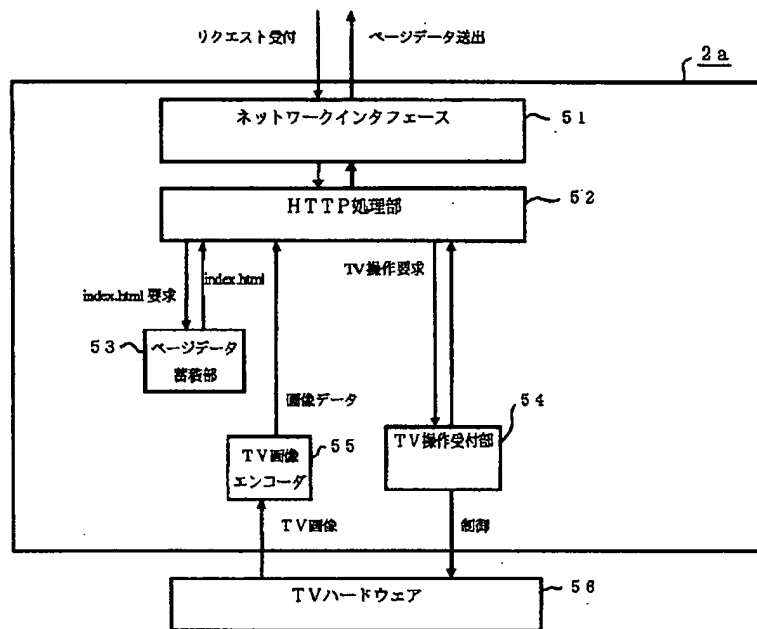 リクエスト受付
ページデータ送出
2a
ネットワークインタフェース
51
HTTP処理部
52
index.html 要求
index.html
TV操作要求
53
ページデータ
蓄積部
画像データ
54
TV操作受付部
55
TV画像
エンコーダ
TV画像
制御
TVハードウェア
56